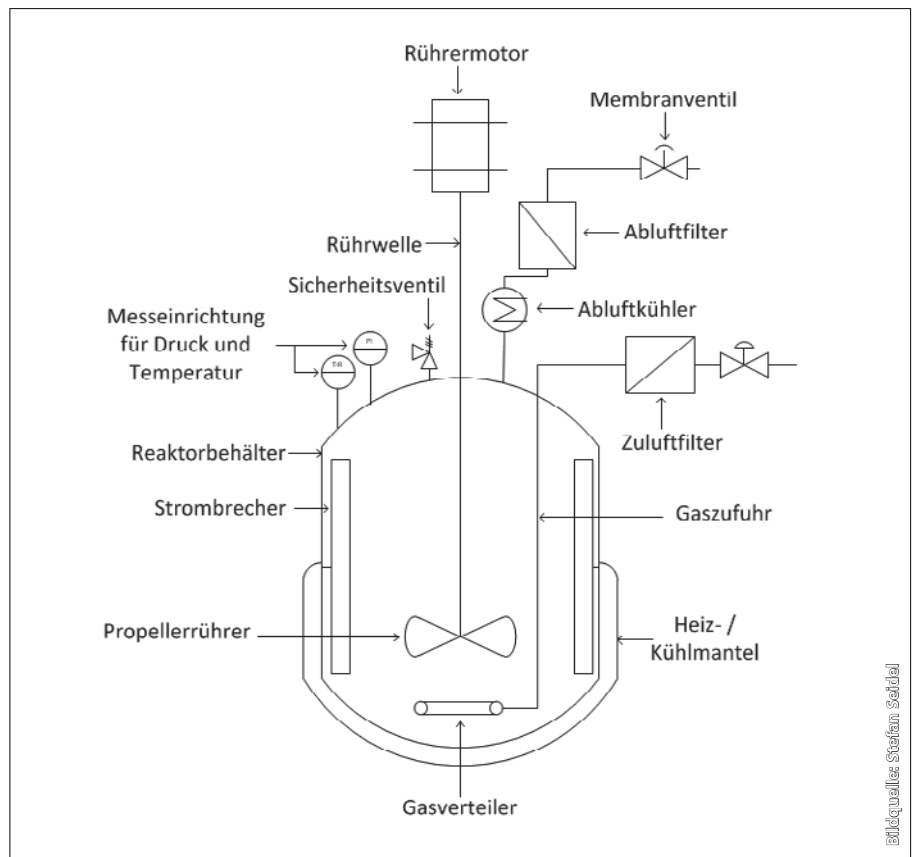 Rührermotor
Membranventil
Abluftfilter
Rührwelle
Sicherheitsventil
Abluftkühler
Messeinrichtung
für Druck und
Temperatur
PI
TIR
Zuluftfilter
Reaktorbehälter
Strombrecher
Gaszufuhr
Propellerrührer
Heiz- /
Kühlmantel
Gasverteiler
Bildquelle: Stefan Seidel